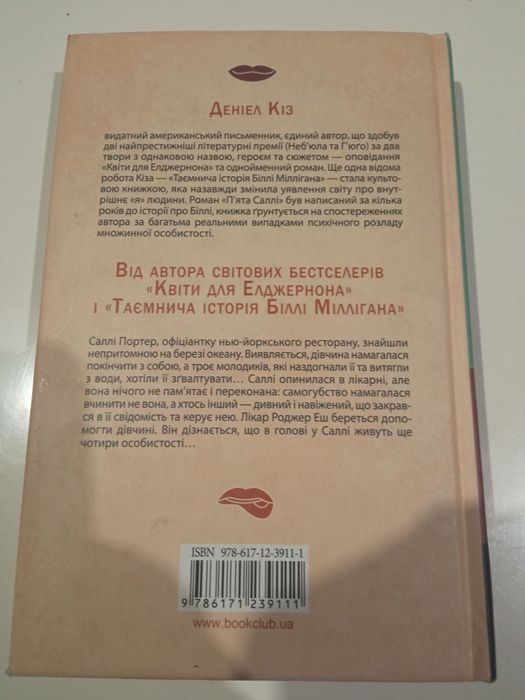 Деніел Кіз
видатний американський письменник, єдиний автор, що здобув
дві найпрестижніші літературні премії (Неб’юла та Г’юго) за два
твори з однаковою назвою, героєм та сюжетом — оповідання
«Квіти для Елджернона» та однойменний роман. Ще одна відома
робота Кіза — «Таємнича історія Біллі Міллігана» — стала культо-
вою книжкою, яка назавжди змінила уявлення світу про внут-
рішнє «я» людини. Роман «П’ята Саллі» був написаний за кілька
років до історії про Біллі, книжка ґрунтується на спостереженнях
автора за багатьма реальними випадками психічного розладу
множинної особистості.
Від автора світових бестселерів
«Квіти для Елджернона»
і «Таємнича історія Біллі Міллігана»
Саллі Портер, офіціантку нью-йоркського ресторану, знайшли
непритомною на березі океану. Виявляється, дівчина намагалася
покінчити з собою, а троє молодиків, які наздогнали її та витягли
з води, хотіли її зґвалтувати... Саллі опинилася в лікарні, але
вона нічого не пам’ятає і переконана: самогубство намагалася
вчинити не вона, а хтось інший — дивний і навіжений, що закрав-
ся в її свідомість та керує нею. Лікар Роджер Еш береться допо-
могти дівчині. Він дізнається, що в голові у Саллі живуть ще
чотири особистості...
ISBN 978-617-12-3911-1
9 786171 239111
www.bookclub.ua